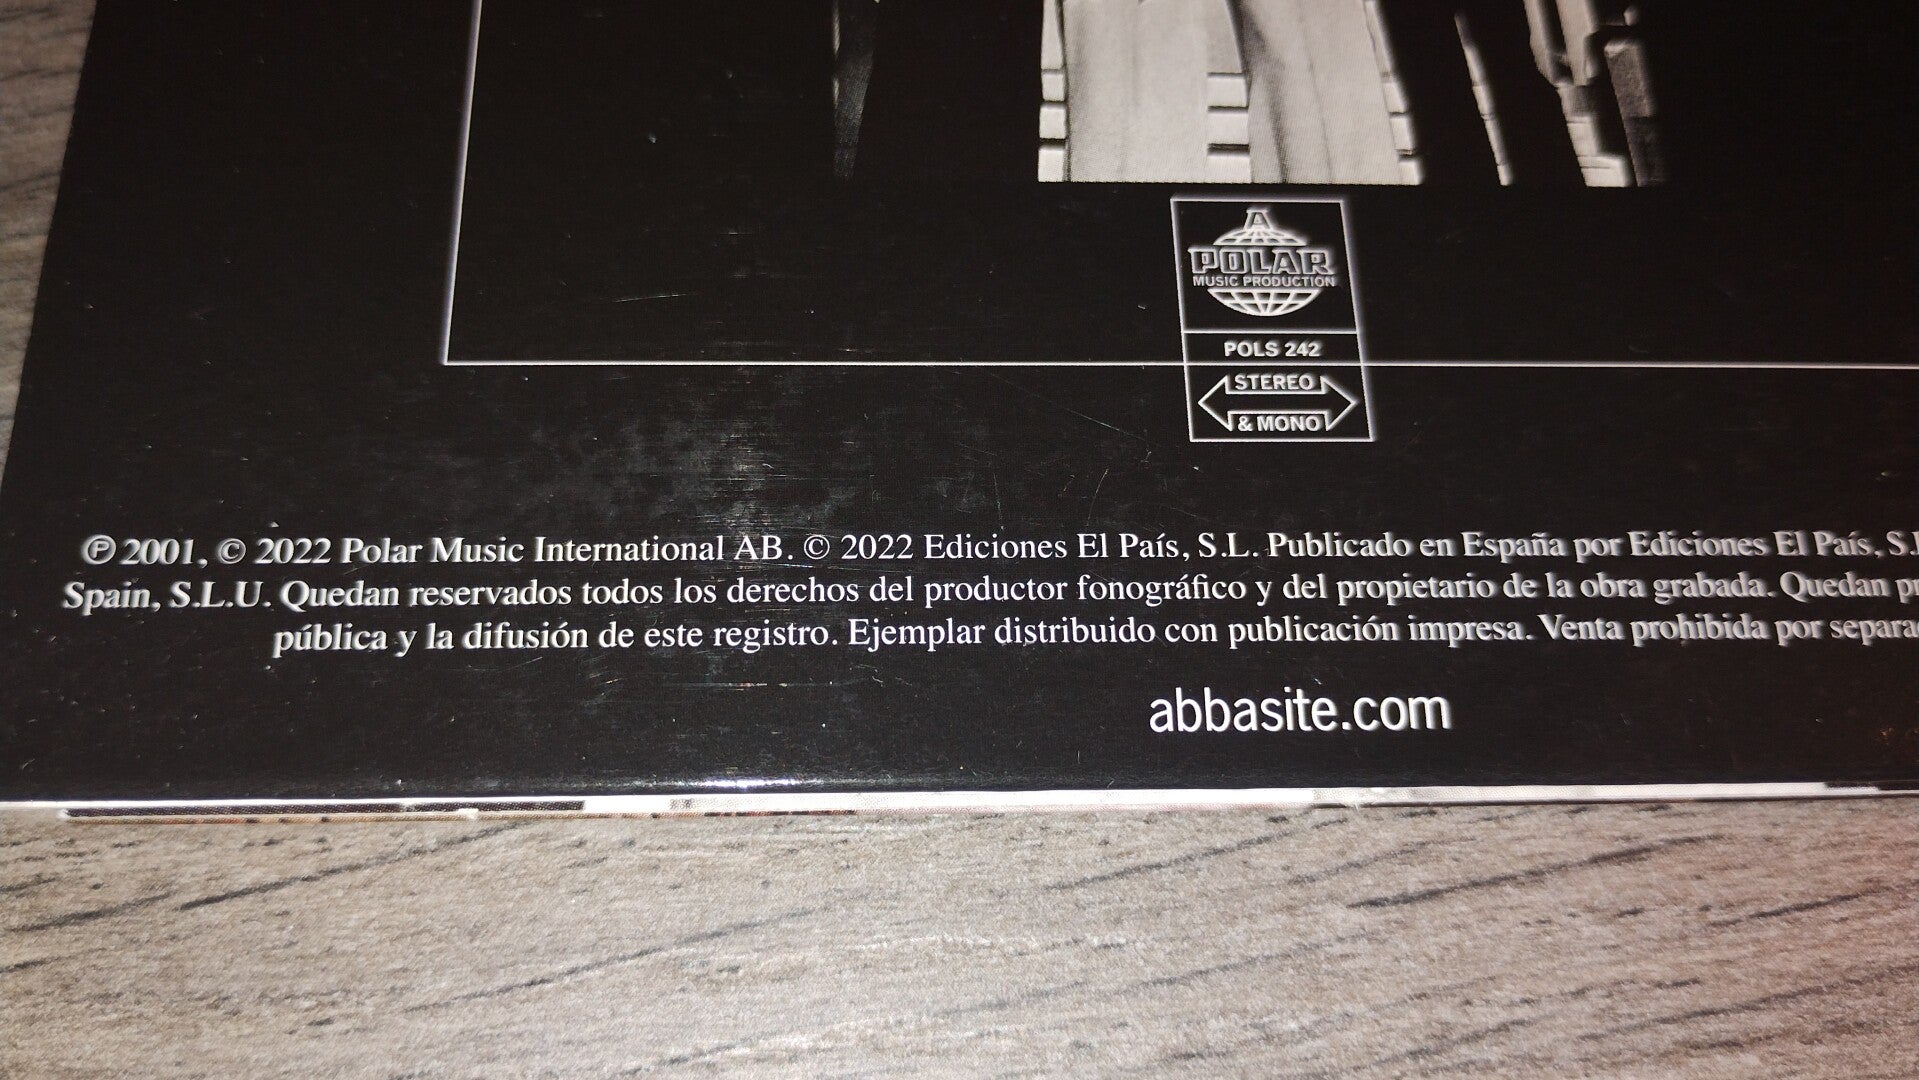 A
POLAR
MUSIC PRODUCTION
POLS 242
STEREO
& MONO
℗ 2001, © 2022 Polar Music International AB. © 2022 Ediciones El País, S.L. Publicado en España por Ediciones El País,
Spain, S.L.U. Quedan reservados todos los derechos del productor fonográfico y del propietario de la obra grabada. Quedan
pública y la difusión de este registro. Ejemplar distribuido con publicación impresa. Venta prohibida por
abbasite.com